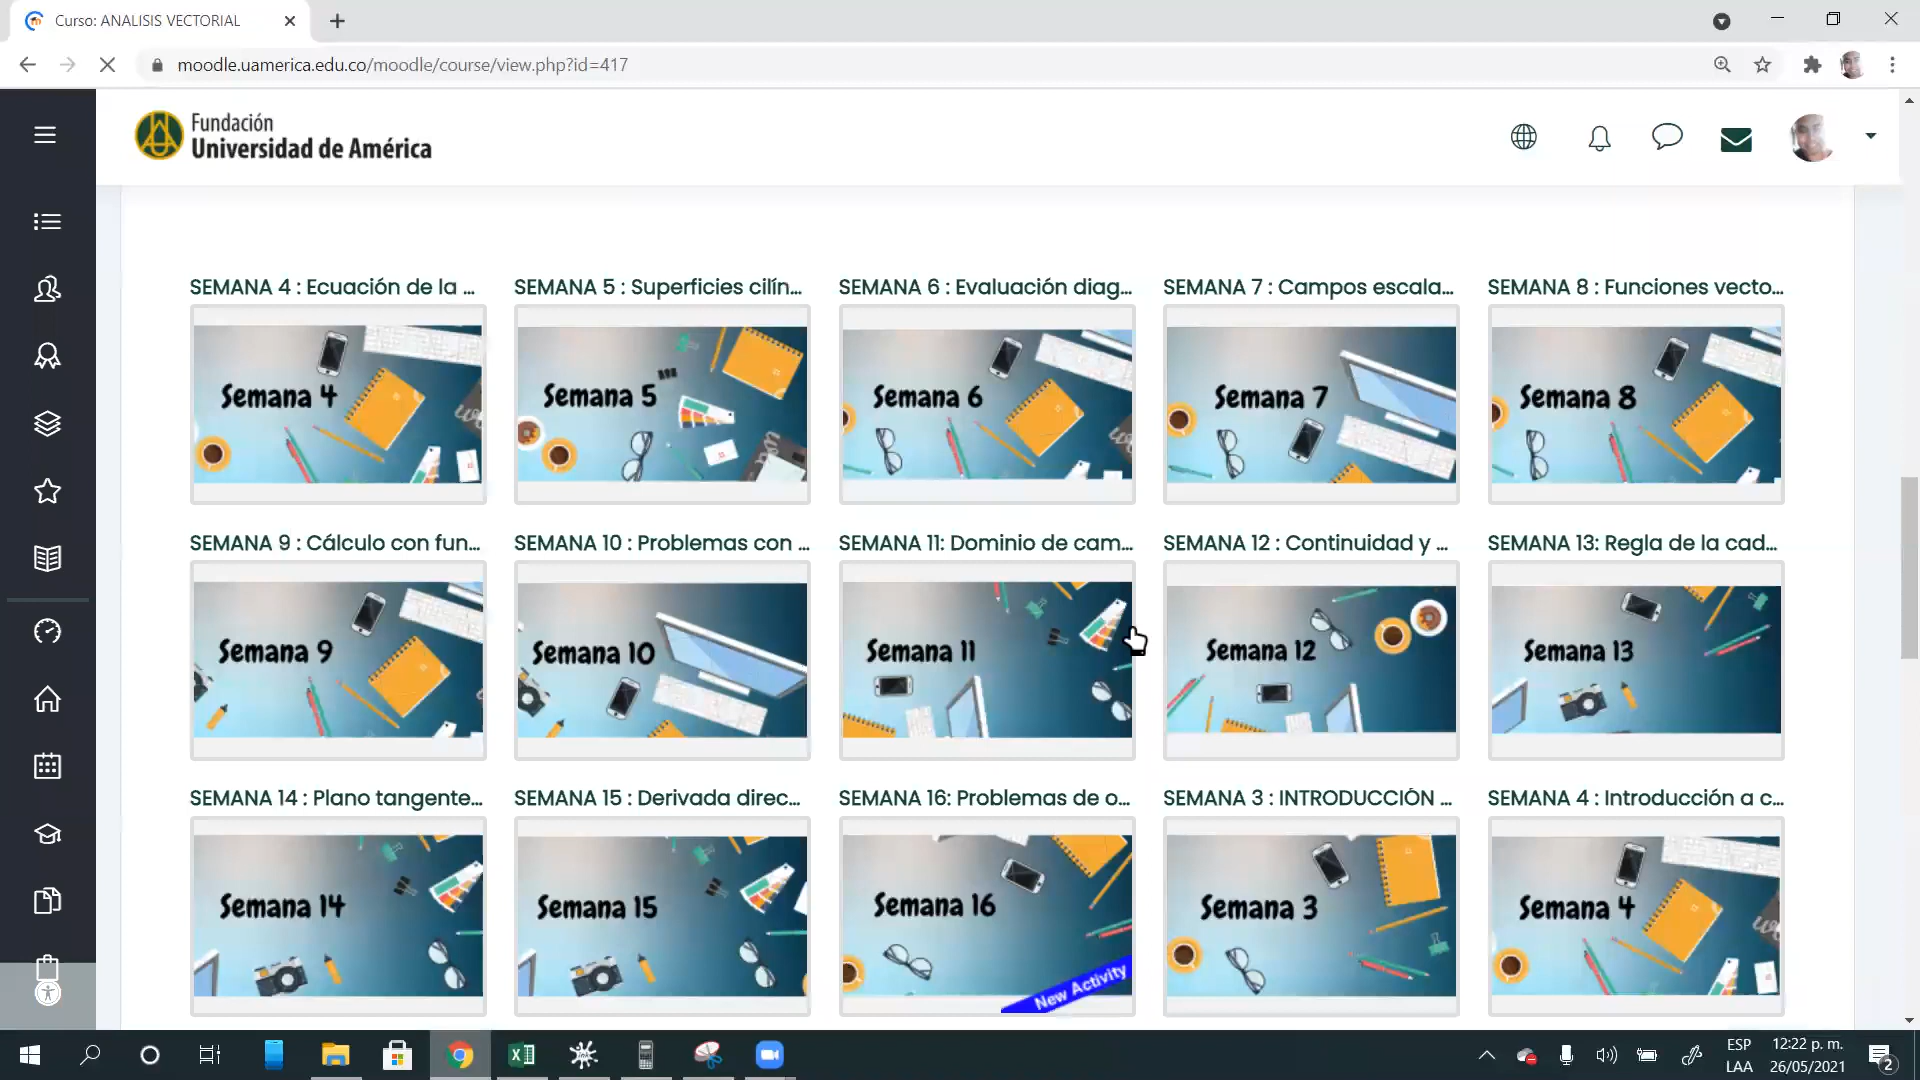 Curso: ANALISIS VECTORIAL
moodle.uamerica.edu.co/moodle/course/view.php?id=417
Fundación
Universidad de América
SEMANA 4 : Ecuación de la ...
SEMANA 5 : Superficies cilín...
SEMANA 6 : Evaluación diag...
SEMANA 7 : Campos escala...
SEMANA 8 : Funciones vecto...
Semana 4
Semana 5
Semana 6
Semana 7
Semana 8
SEMANA 9 : Cálculo con fun...
SEMANA 10 : Problemas con ...
SEMANA 11: Dominio de cam...
SEMANA 12 : Continuidad y ...
SEMANA 13: Regla de la cad...
Semana 9
Semana 10
Semana 11
Semana 12
Semana 13
SEMANA 14 : Plano tangente...
SEMANA 15 : Derivada direc...
SEMANA 16: Problemas de o...
SEMANA 3 : INTRODUCCIÓN ...
SEMANA 4 : Introducción a c...
Semana 14
Semana 15
Semana 16
Semana 3
Semana 4
New Activity
ESP
LAA
12:22 p. m.
26/05/2021
2